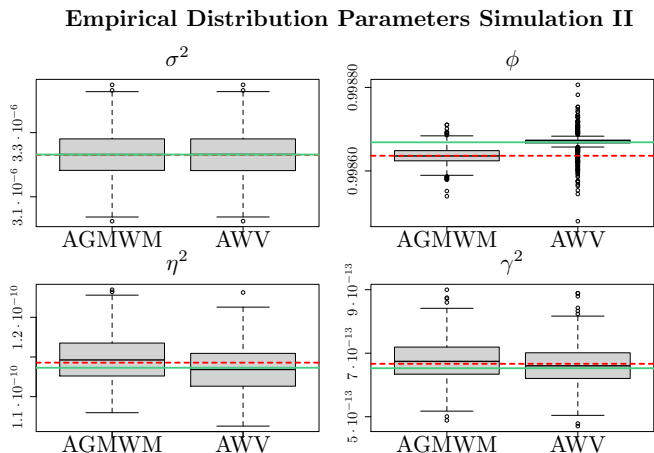 Empirical Distribution Parameters Simulation II
σ²
3.1 · 10⁻⁶
3.3 · 10⁻⁶
AGMWM
AWV
ϕ
0.99860
0.99880
AGMWM
AWV
η²
1.1 · 10⁻¹⁰
1.2 · 10⁻¹⁰
AGMWM
AWV
γ²
5 · 10⁻¹³
7 · 10⁻¹³
9 · 10⁻¹³
AGMWM
AWV